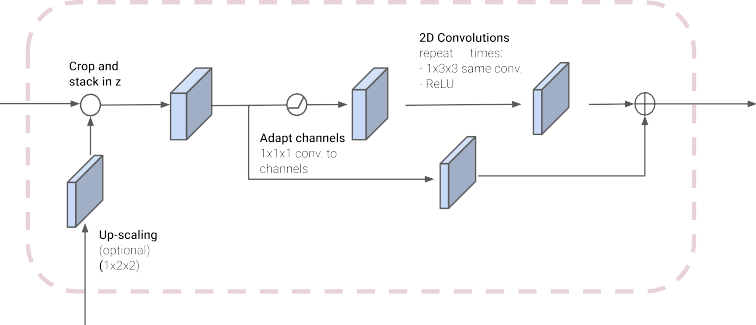 Crop and
stack in z
2D Convolutions
repeat times:
- 1x3x3 same conv.
- ReLU
Adapt channels
1x1x1 conv. to
channels
Up-scaling
(optional)
(1x2x2)